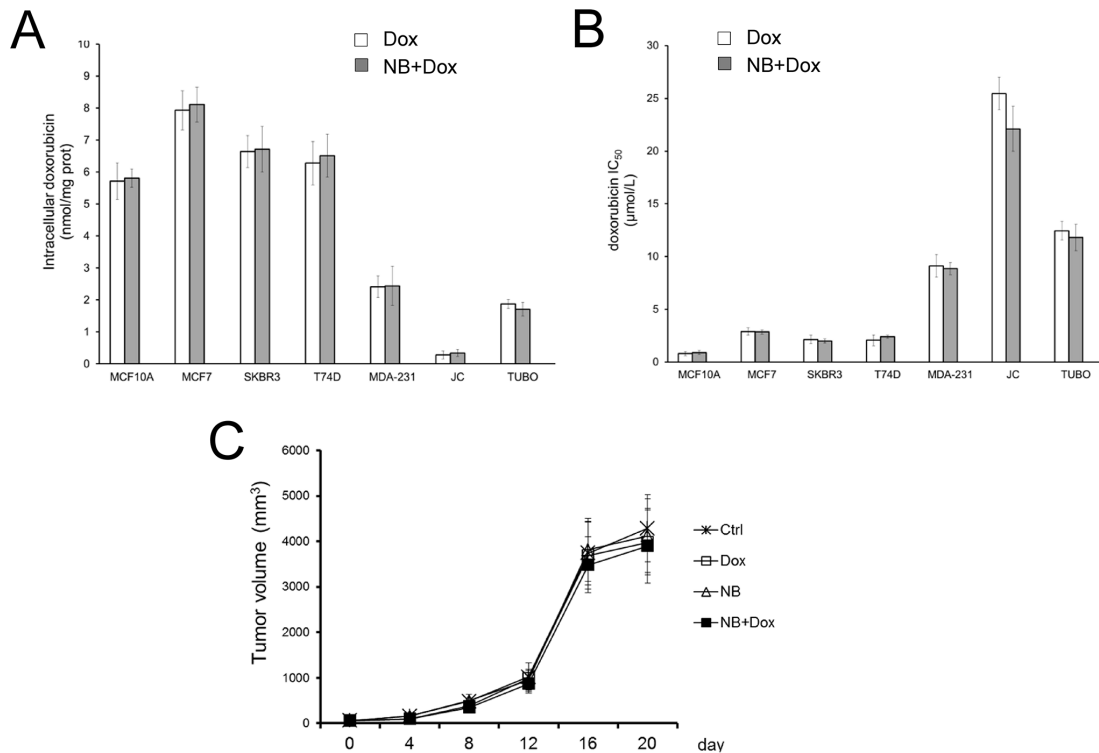 A
Dox
NB+Dox
Intracellular doxorubicin
(nmol/mg prot)
10
9
8
7
6
5
4
3
2
1
0
MCF10A MCF7 SKBR3 T74D MDA-231 JC TUBO
B
Dox
NB+Dox
doxorubicin IC50
(μmol/L)
30
25
20
15
10
5
0
MCF10A MCF7 SKBR3 T74D MDA-231 JC TUBO
C
Tumor volume (mm³)
6000
5000
4000
3000
2000
1000
0
0 4 8 12 16 20 day
Ctrl
Dox
NB
NB+Dox